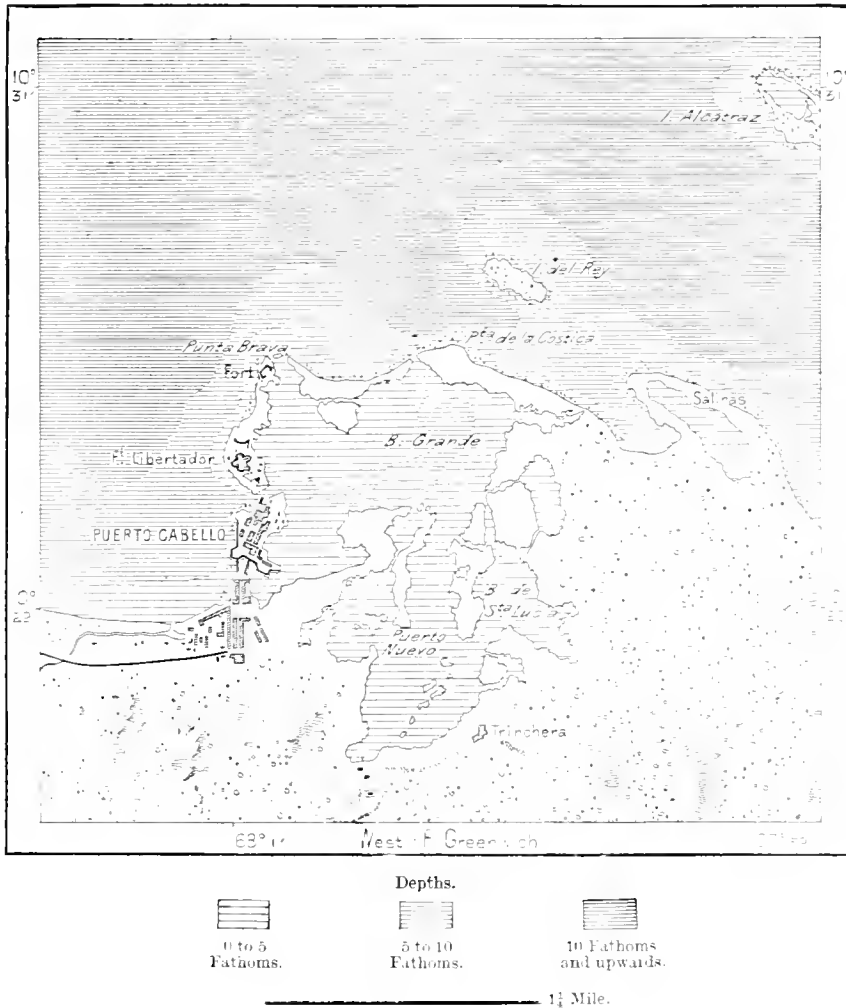 10°
31'
10°
31'
I. Alcatraz
I. del Rey
Pta de la Costica
Punta Brava
Fort
Salinas
B. Grande
Ft Libertador
PUERTO CABELLO
B. de
Sta Lucia
Puerto
Nuevo
Trinchera
68° 1'
West of Greenwich
Depths.
0 to 5
Fathoms.
5 to 10
Fathoms.
10 Fathoms
and upwards.
1¼ Mile.